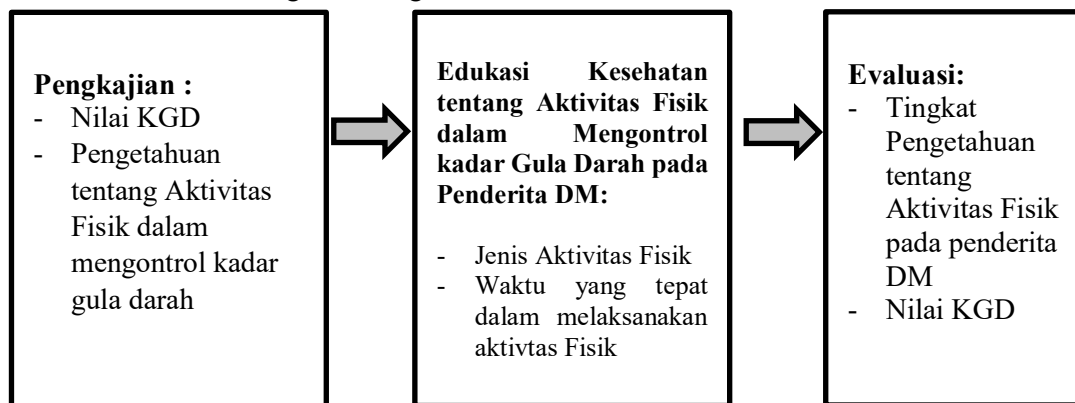 Pengkajian :
- Nilai KGD
- Pengetahuan
tentang Aktivitas
Fisik dalam
mengontrol kadar
gula darah
Edukasi Kesehatan
tentang Aktivitas Fisik
dalam Mengontrol
kadar Gula Darah pada
Penderita DM:
- Jenis Aktivitas Fisik
- Waktu yang tepat
dalam melaksanakan
aktivtas Fisik
Evaluasi:
- Tingkat
Pengetahuan
tentang
Aktivitas Fisik
pada penderita
DM
- Nilai KGD